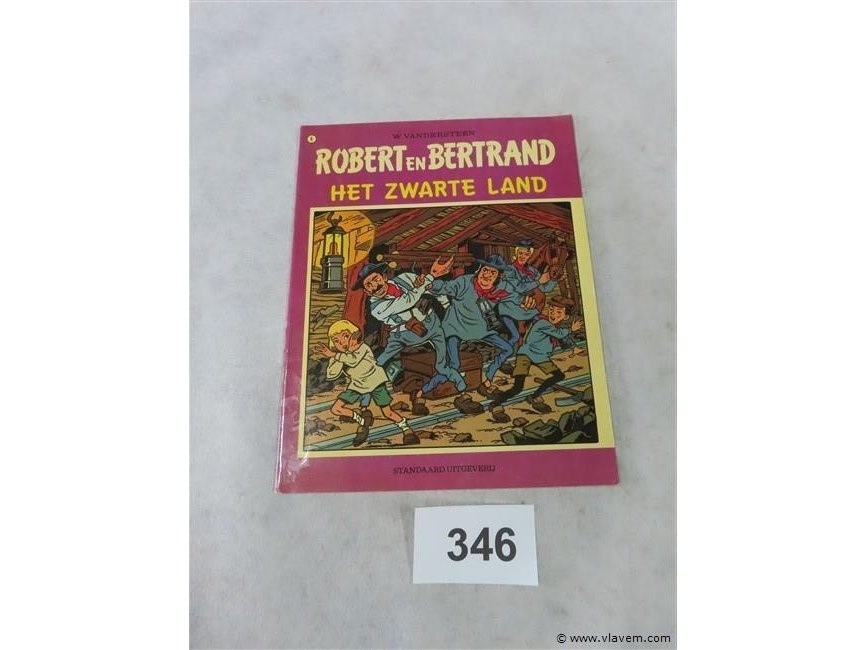 W. VANDERSTEEN
ROBERT EN BERTRAND
HET ZWARTE LAND
STANDAARD UITGEVERIJ
346
© www.vlavem.com